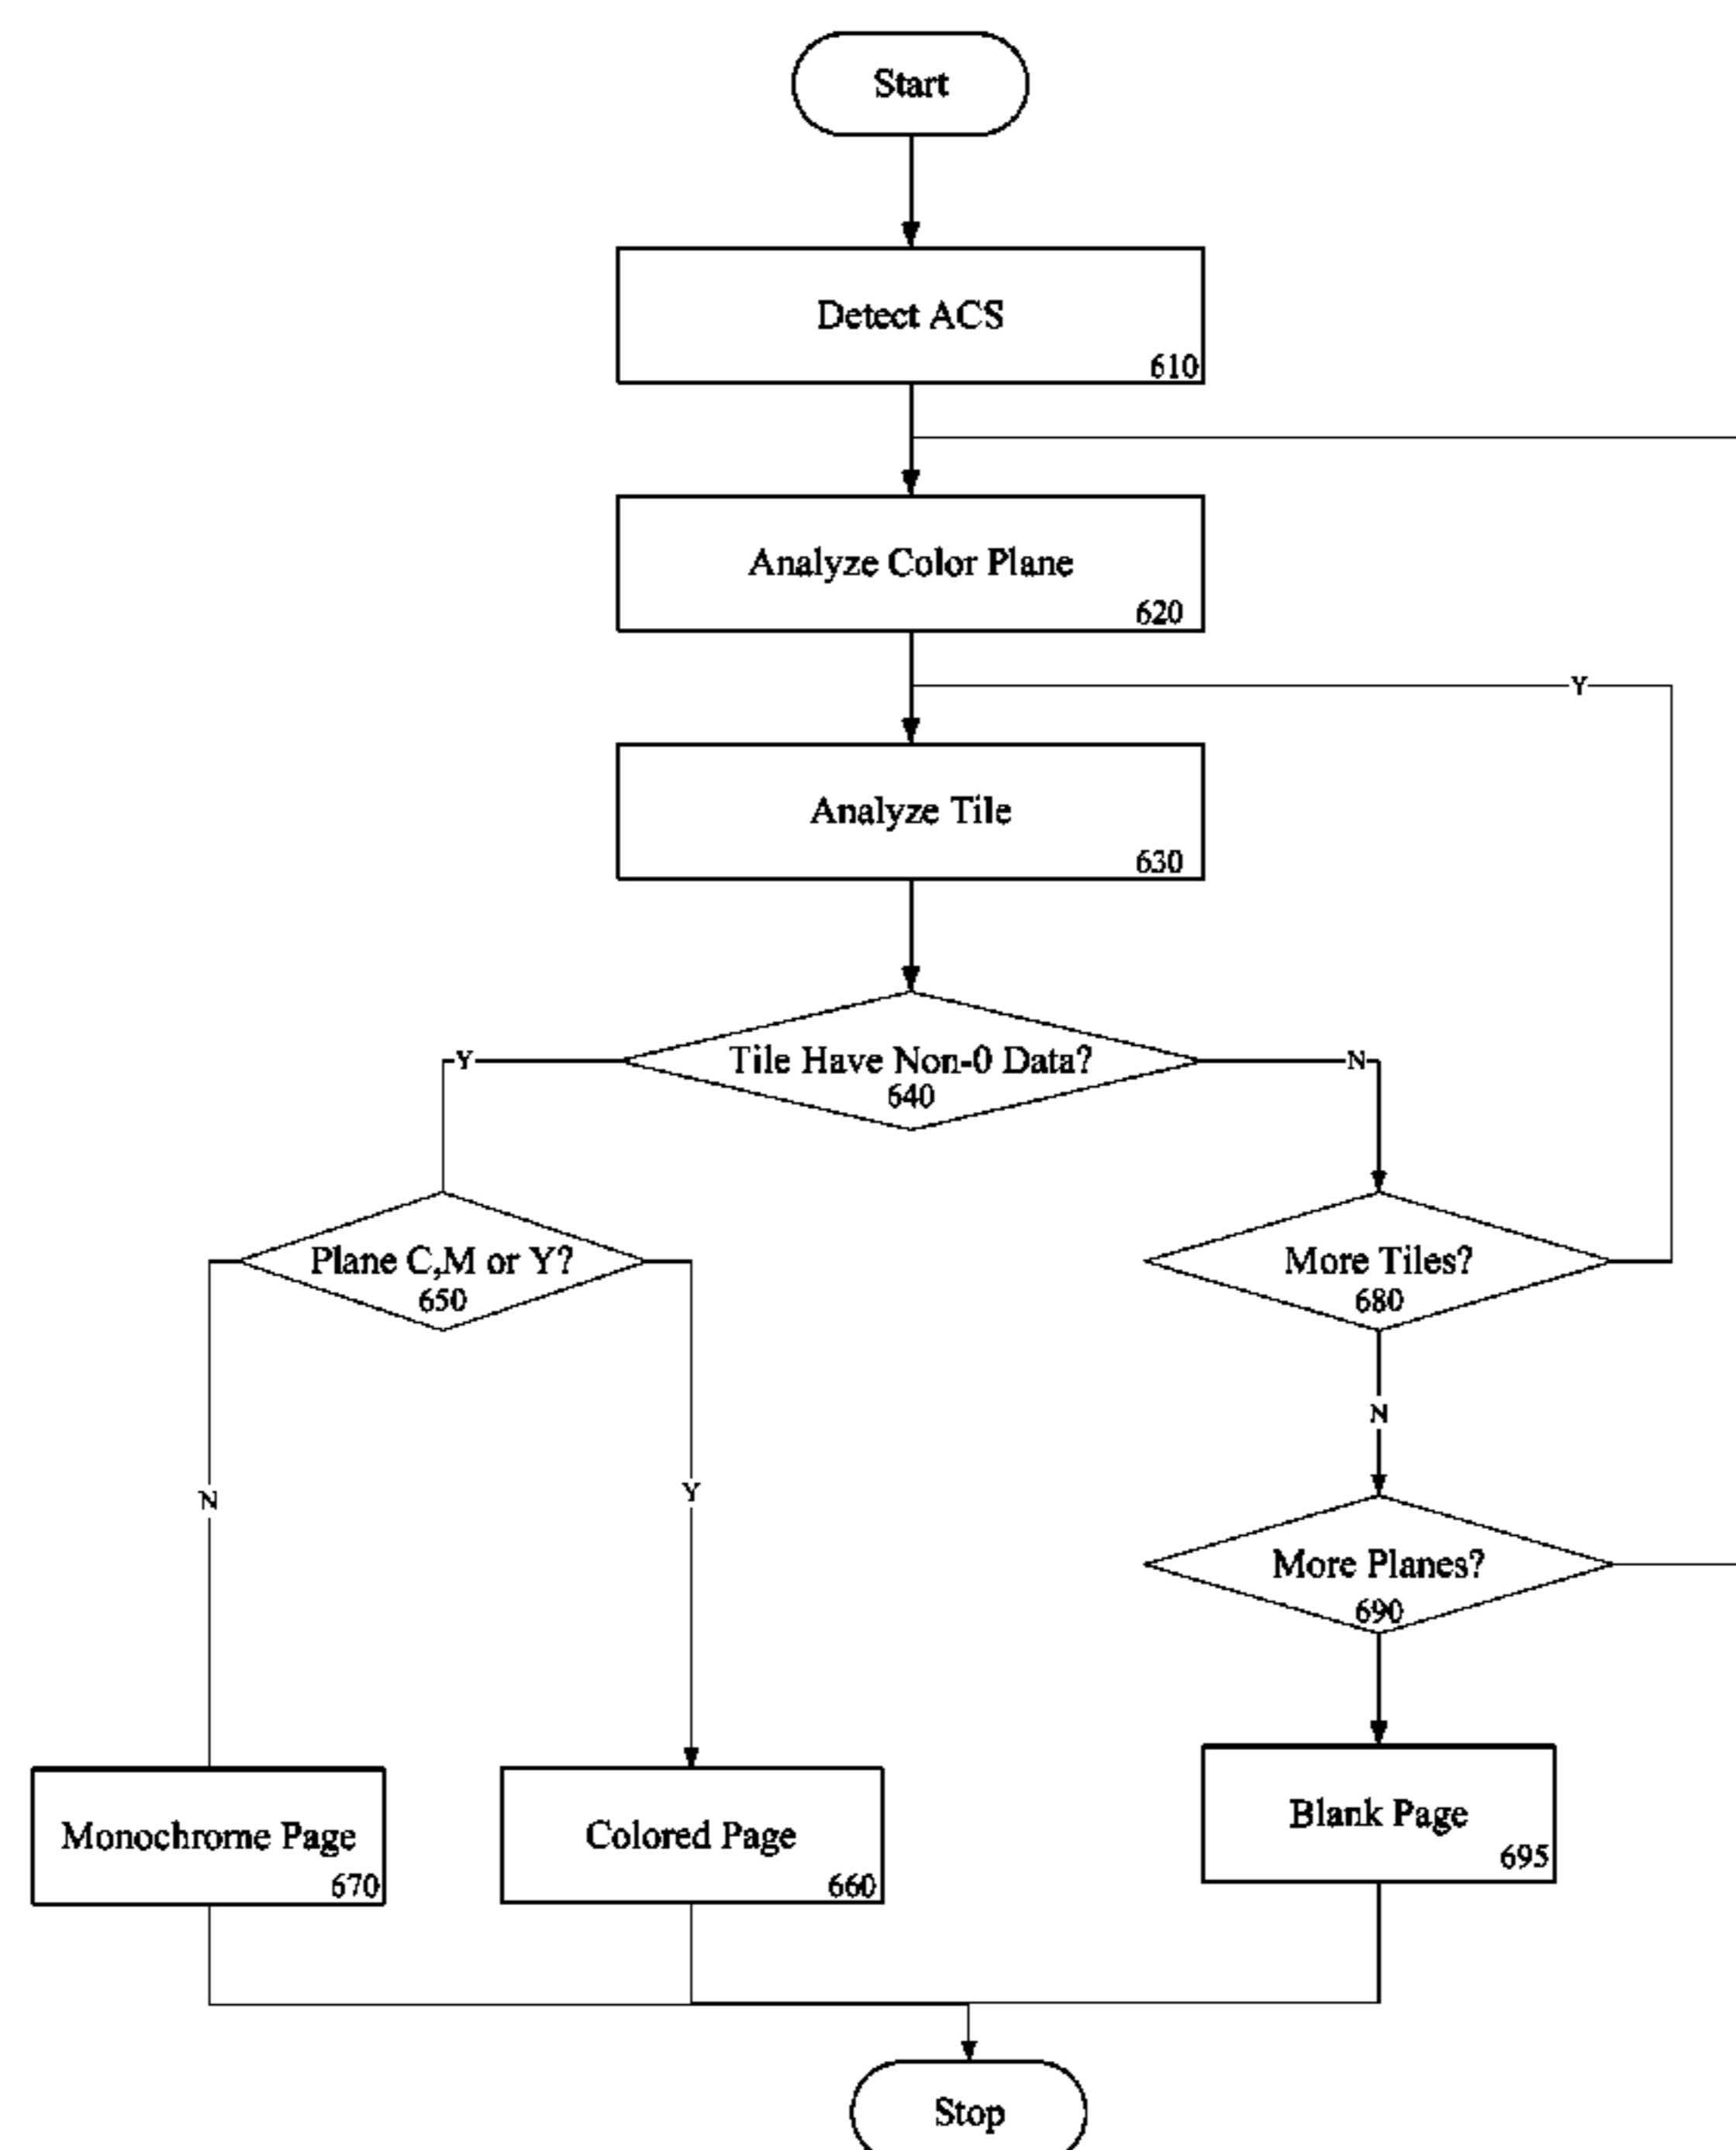 Start
Detect ACS
610
Analyze Color Plane
620
Y
Analyze Tile
630
Y
Tile Have Non-0 Data?
640
N
Plane C,M or Y?
650
More Tiles?
680
N
N
Y
More Planes?
690
Monochrome Page
670
Colored Page
660
Blank Page
695
Stop